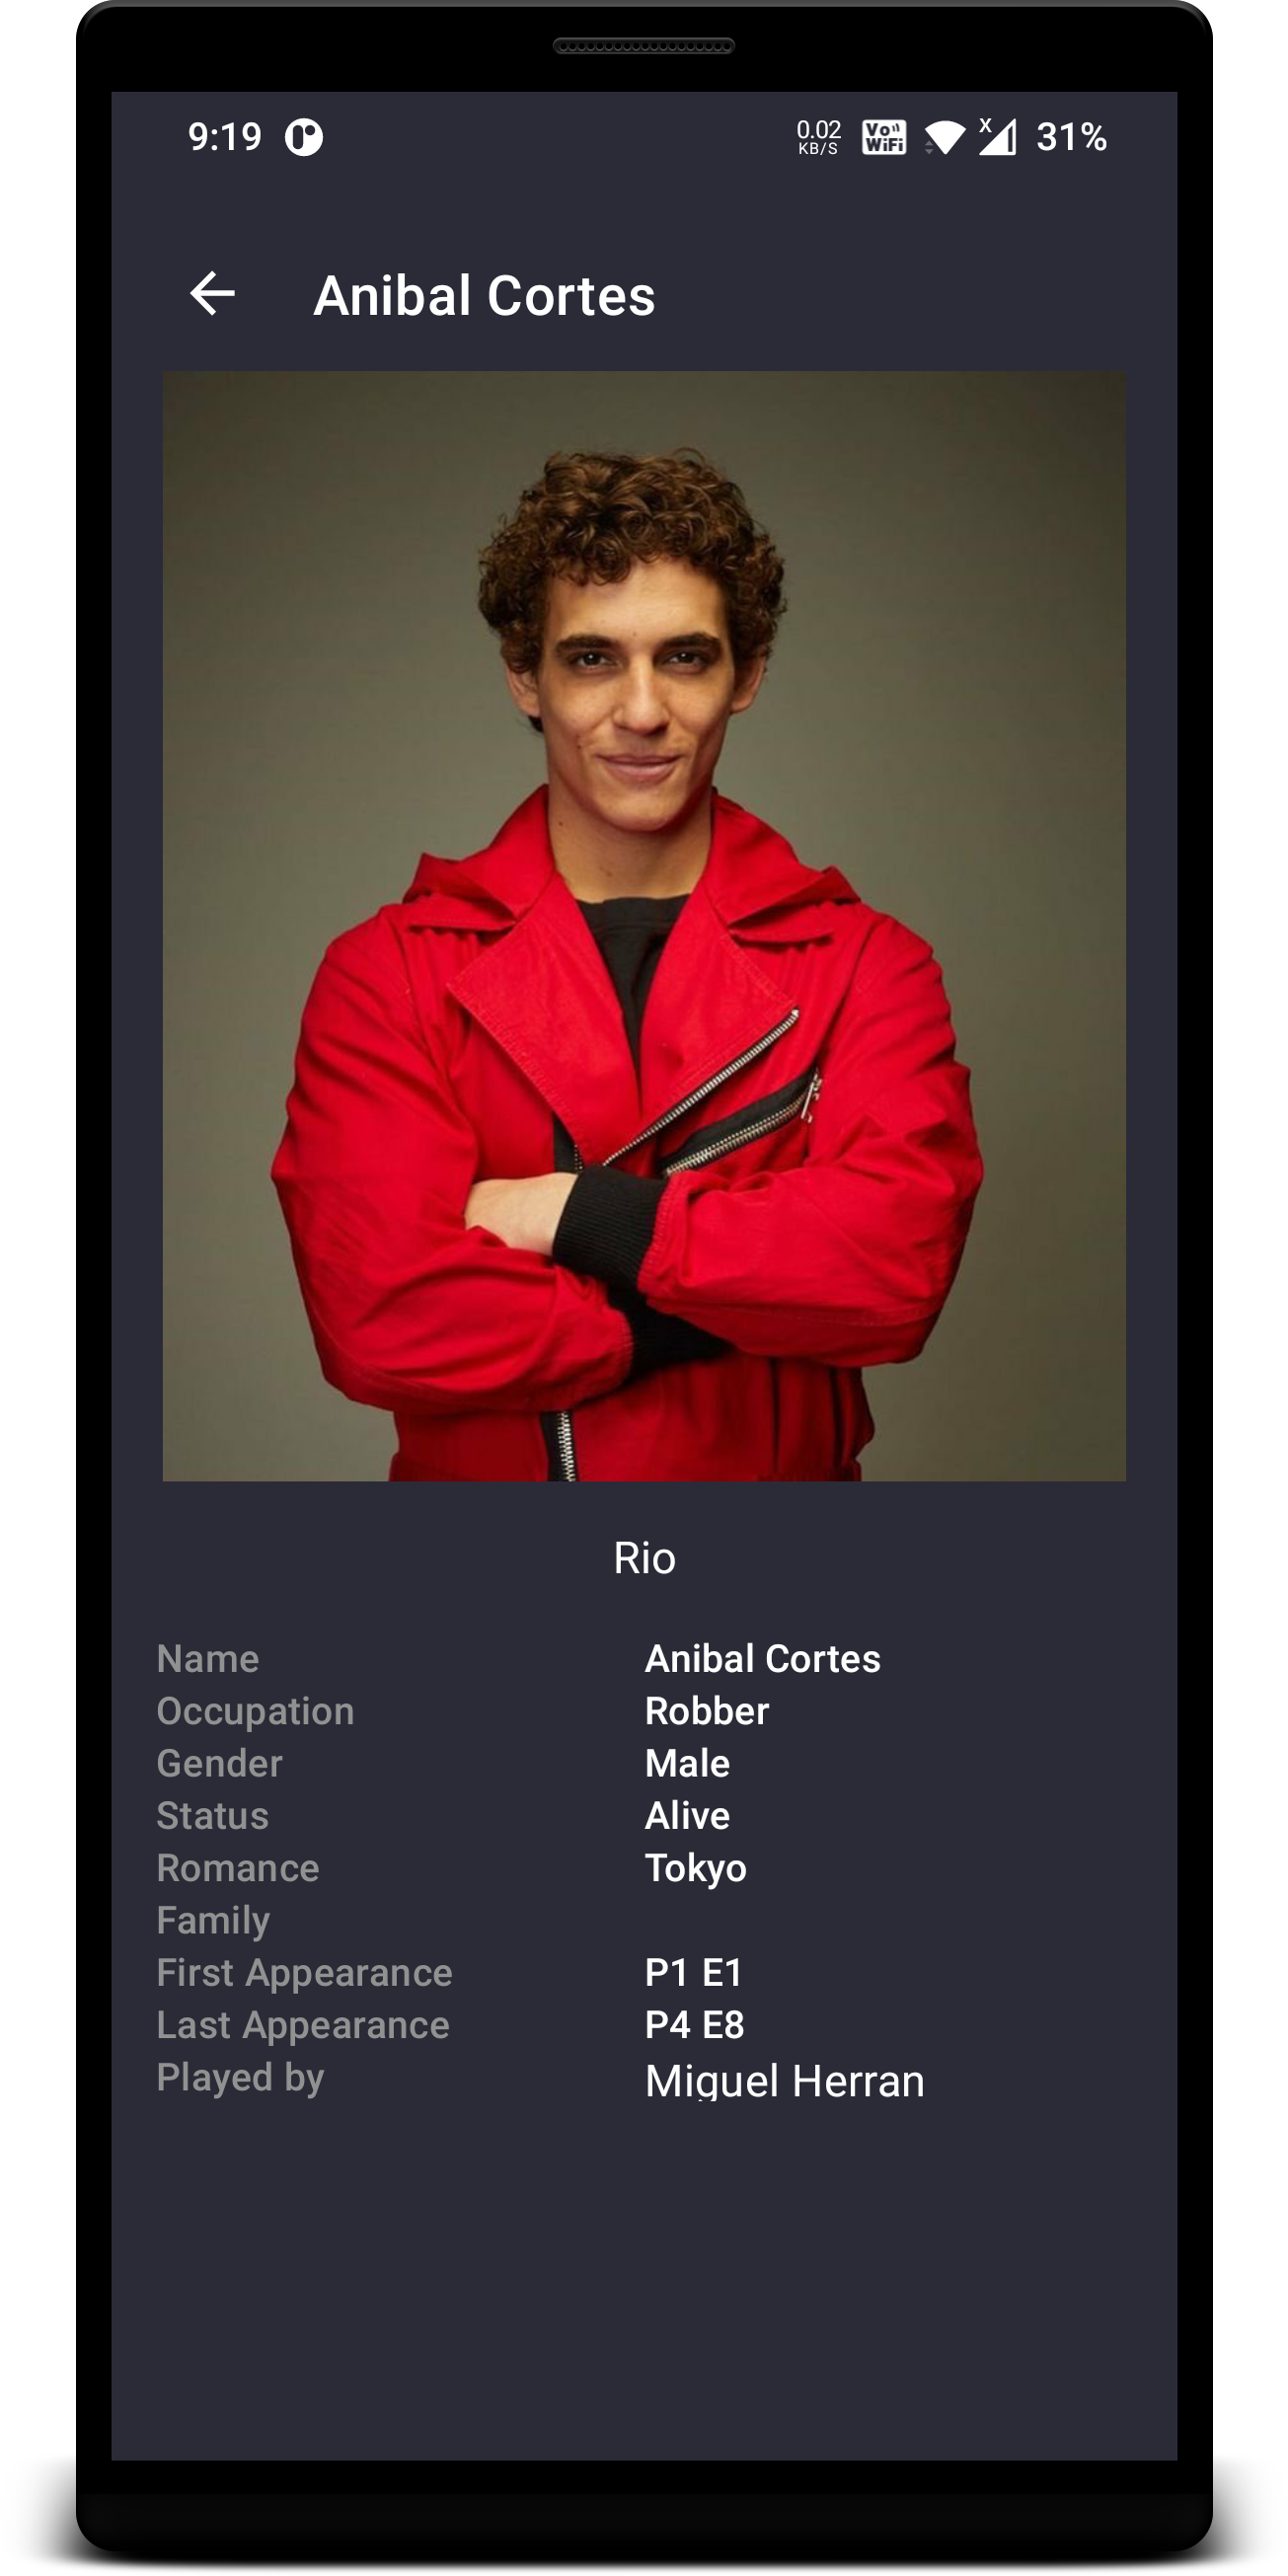 9:19 0.02 KB/S Vo WiFi X 31%
Anibal Cortes
Rio
Name Anibal Cortes
Occupation Robber
Gender Male
Status Alive
Romance Tokyo
Family
First Appearance P1 E1
Last Appearance P4 E8
Played by Miguel Herran